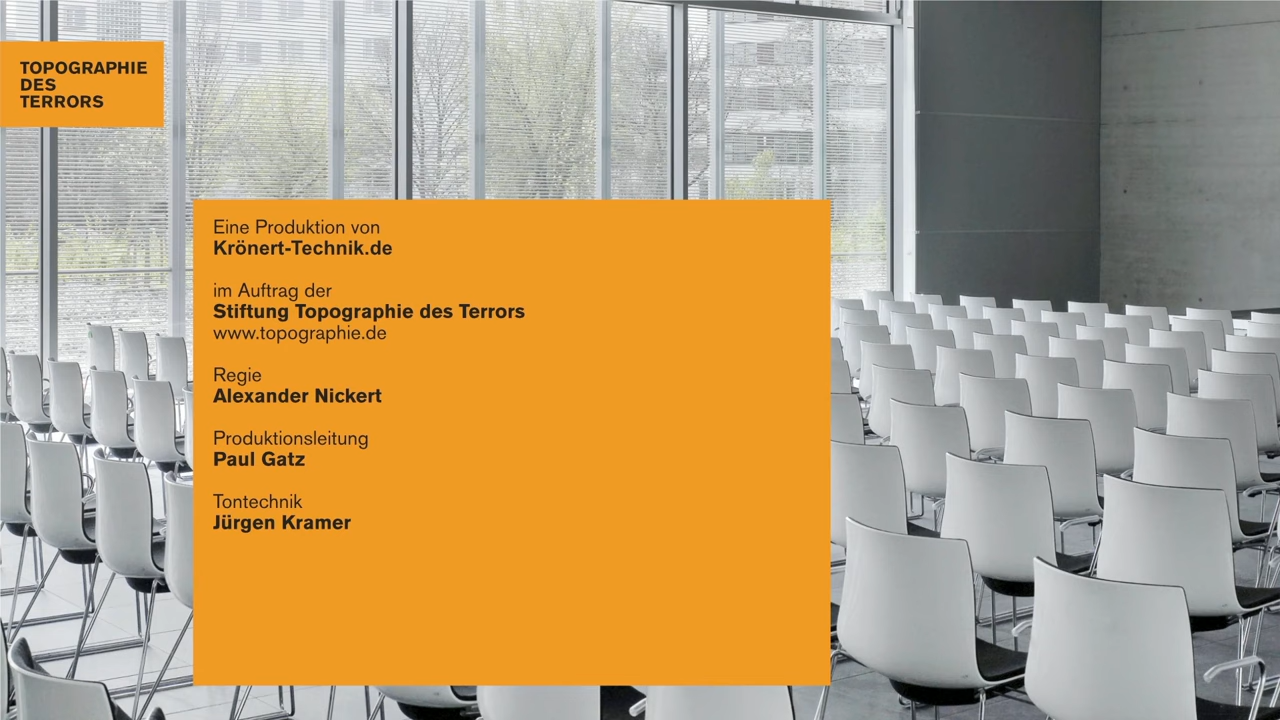 TOPOGRAPHIE
DES
TERRORS
Eine Produktion von
Krönert-Technik.de
im Auftrag der
Stiftung Topographie des Terrors
www.topographie.de
Regie
Alexander Nickert
Produktionsleitung
Paul Gatz
Tontechnik
Jürgen Kramer